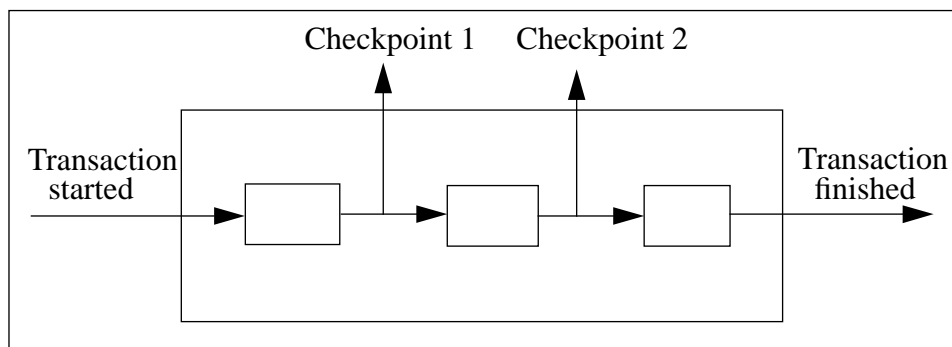 Checkpoint 1
Checkpoint 2
Transaction
started
Transaction
finished